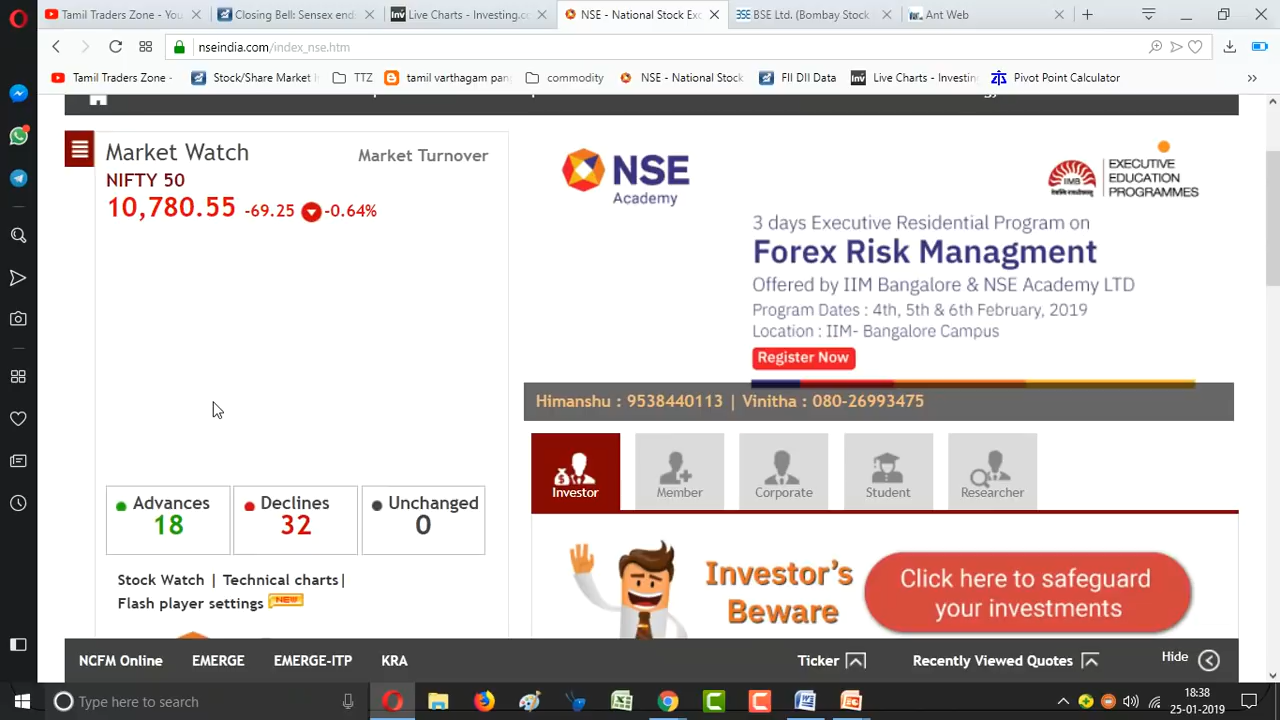 Tamil Traders Zone - You
Closing Bell: Sensex end
Live Charts - Investing.c
NSE - National Stock Ex
BSE Ltd. (Bombay Stock
Ant Web
nseindia.com/index_nse.htm
Tamil Traders Zone -
Stock/Share Market
TTZ
tamil varthagam pan
commodity
NSE - National Stock
FII DII Data
Live Charts - Investin
Pivot Point Calculator
Market Watch
Market Turnover
NIFTY 50
10,780.55 -69.25 -0.64%
NSE
Academy
IIMB
EXECUTIVE
EDUCATION
PROGRAMMES
3 days Executive Residential Program on
Forex Risk Managment
Offered by IIM Bangalore & NSE Academy LTD
Program Dates : 4th, 5th & 6th February, 2019
Location : IIM- Bangalore Campus
Register Now
Himanshu : 9538440113 | Vinitha : 080-26993475
Investor
Member
Corporate
Student
Researcher
Advances
18
Declines
32
Unchanged
0
Stock Watch | Technical charts|
Flash player settings NEW
Investor's
Beware
Click here to safeguard
your investments
NCFM Online EMERGE EMERGE-ITP KRA
Ticker
Recently Viewed Quotes
Hide
Type here to search
18:38
25-01-2019